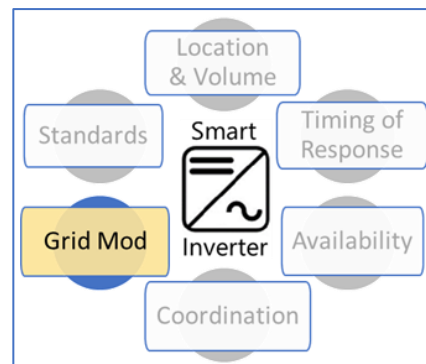 Location
& Volume
Standards
Smart
Timing of
Response
Grid Mod
Inverter
Availability
Coordination